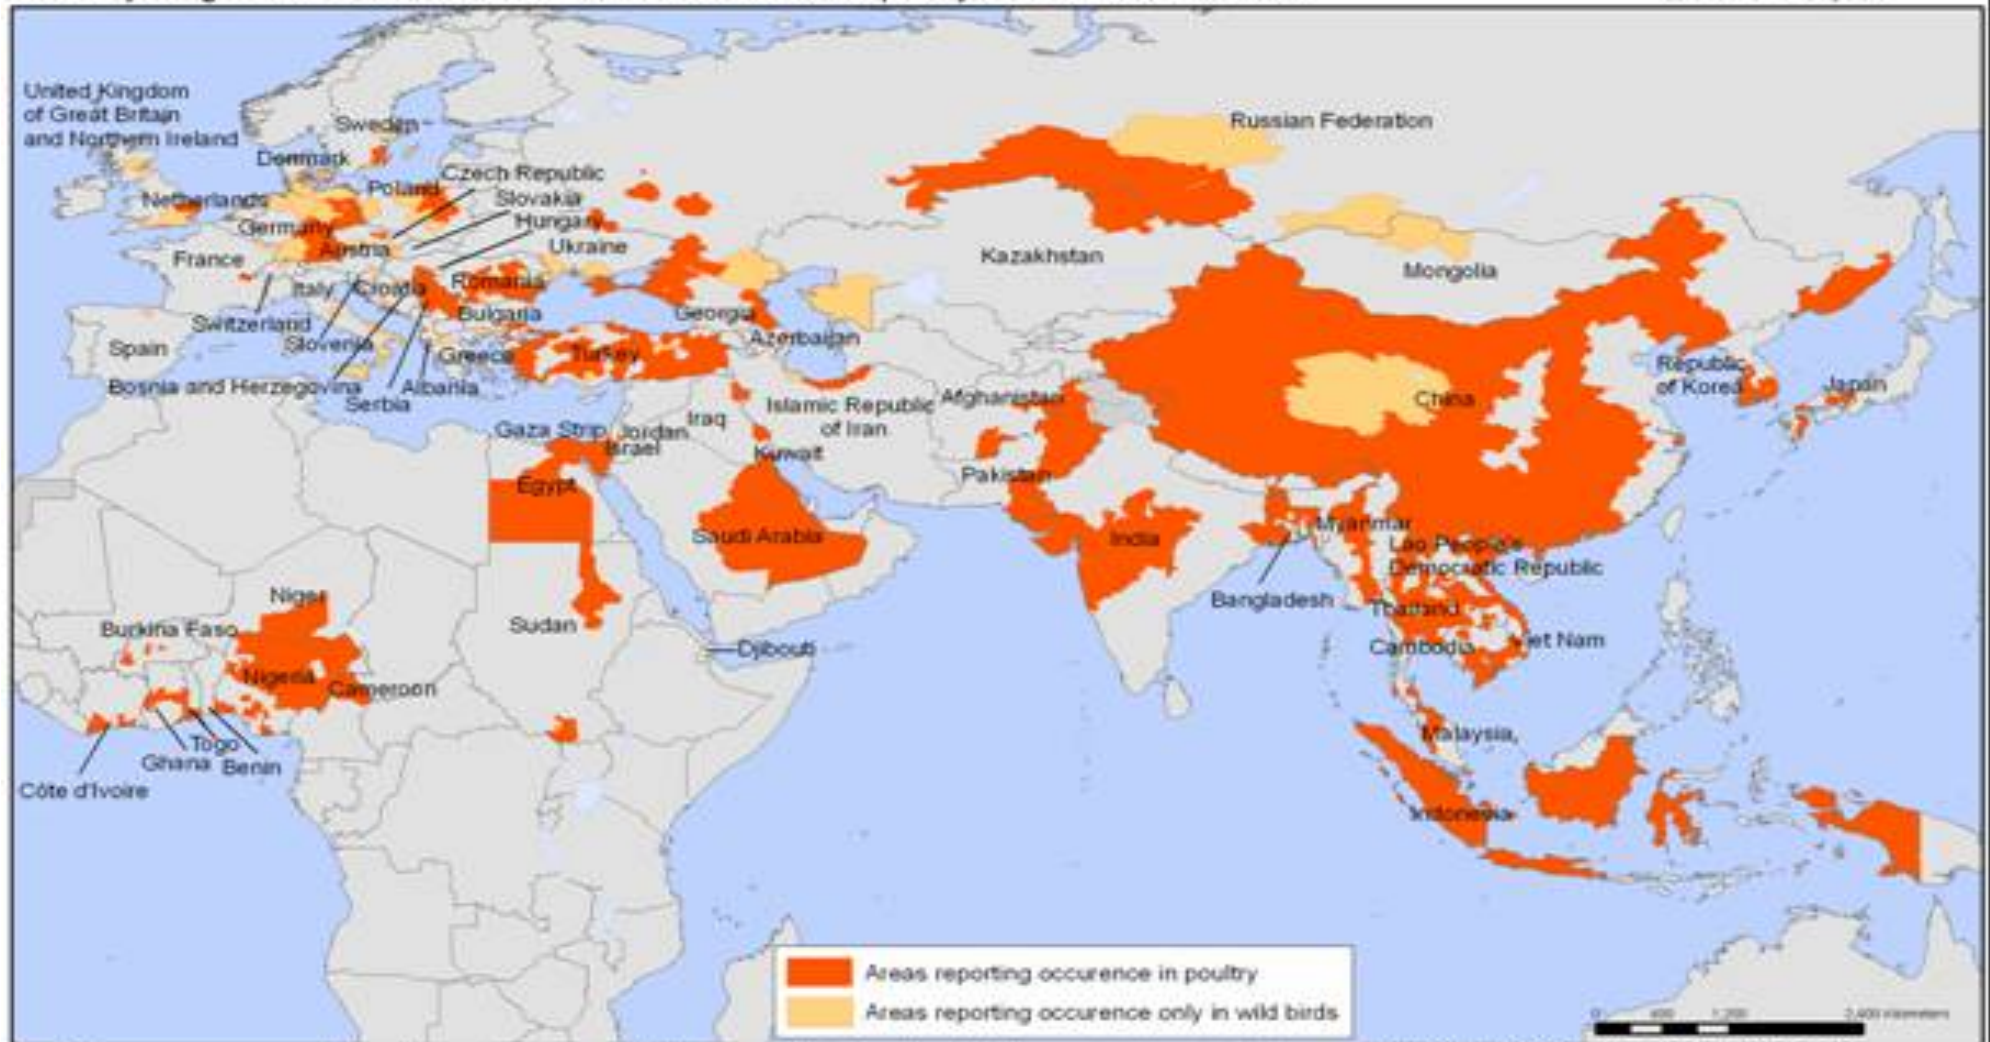 United Kingdom
of Great Britain
and Northern Ireland
Sweden
Denmark
Netherlands
Poland
Czech Republic
Slovakia
Hungary
Germany
Austria
Ukraine
France
Italy
Croatia
Romania
Switzerland
Bulgaria
Georgia
Slovenia
Azerbaijan
Spain
Greece
Turkey
Bosnia and Herzegovina
Albania
Serbia
Russian Federation
Kazakhstan
Mongolia
China
Republic
of Korea
Japan
Afghanistan
Islamic Republic
of Iran
Iraq
Gaza Strip
Jordan
Israel
Kuwait
Pakistan
Egypt
Saudi Arabia
India
Myanmar
Lao People's
Democratic Republic
Bangladesh
Thailand
Viet Nam
Cambodia
Niger
Burkina Faso
Sudan
Djibouti
Nigeria
Cameroon
Togo
Ghana
Benin
Côte d'Ivoire
Malaysia
Indonesia
Areas reporting occurence in poultry
Areas reporting occurence only in wild birds